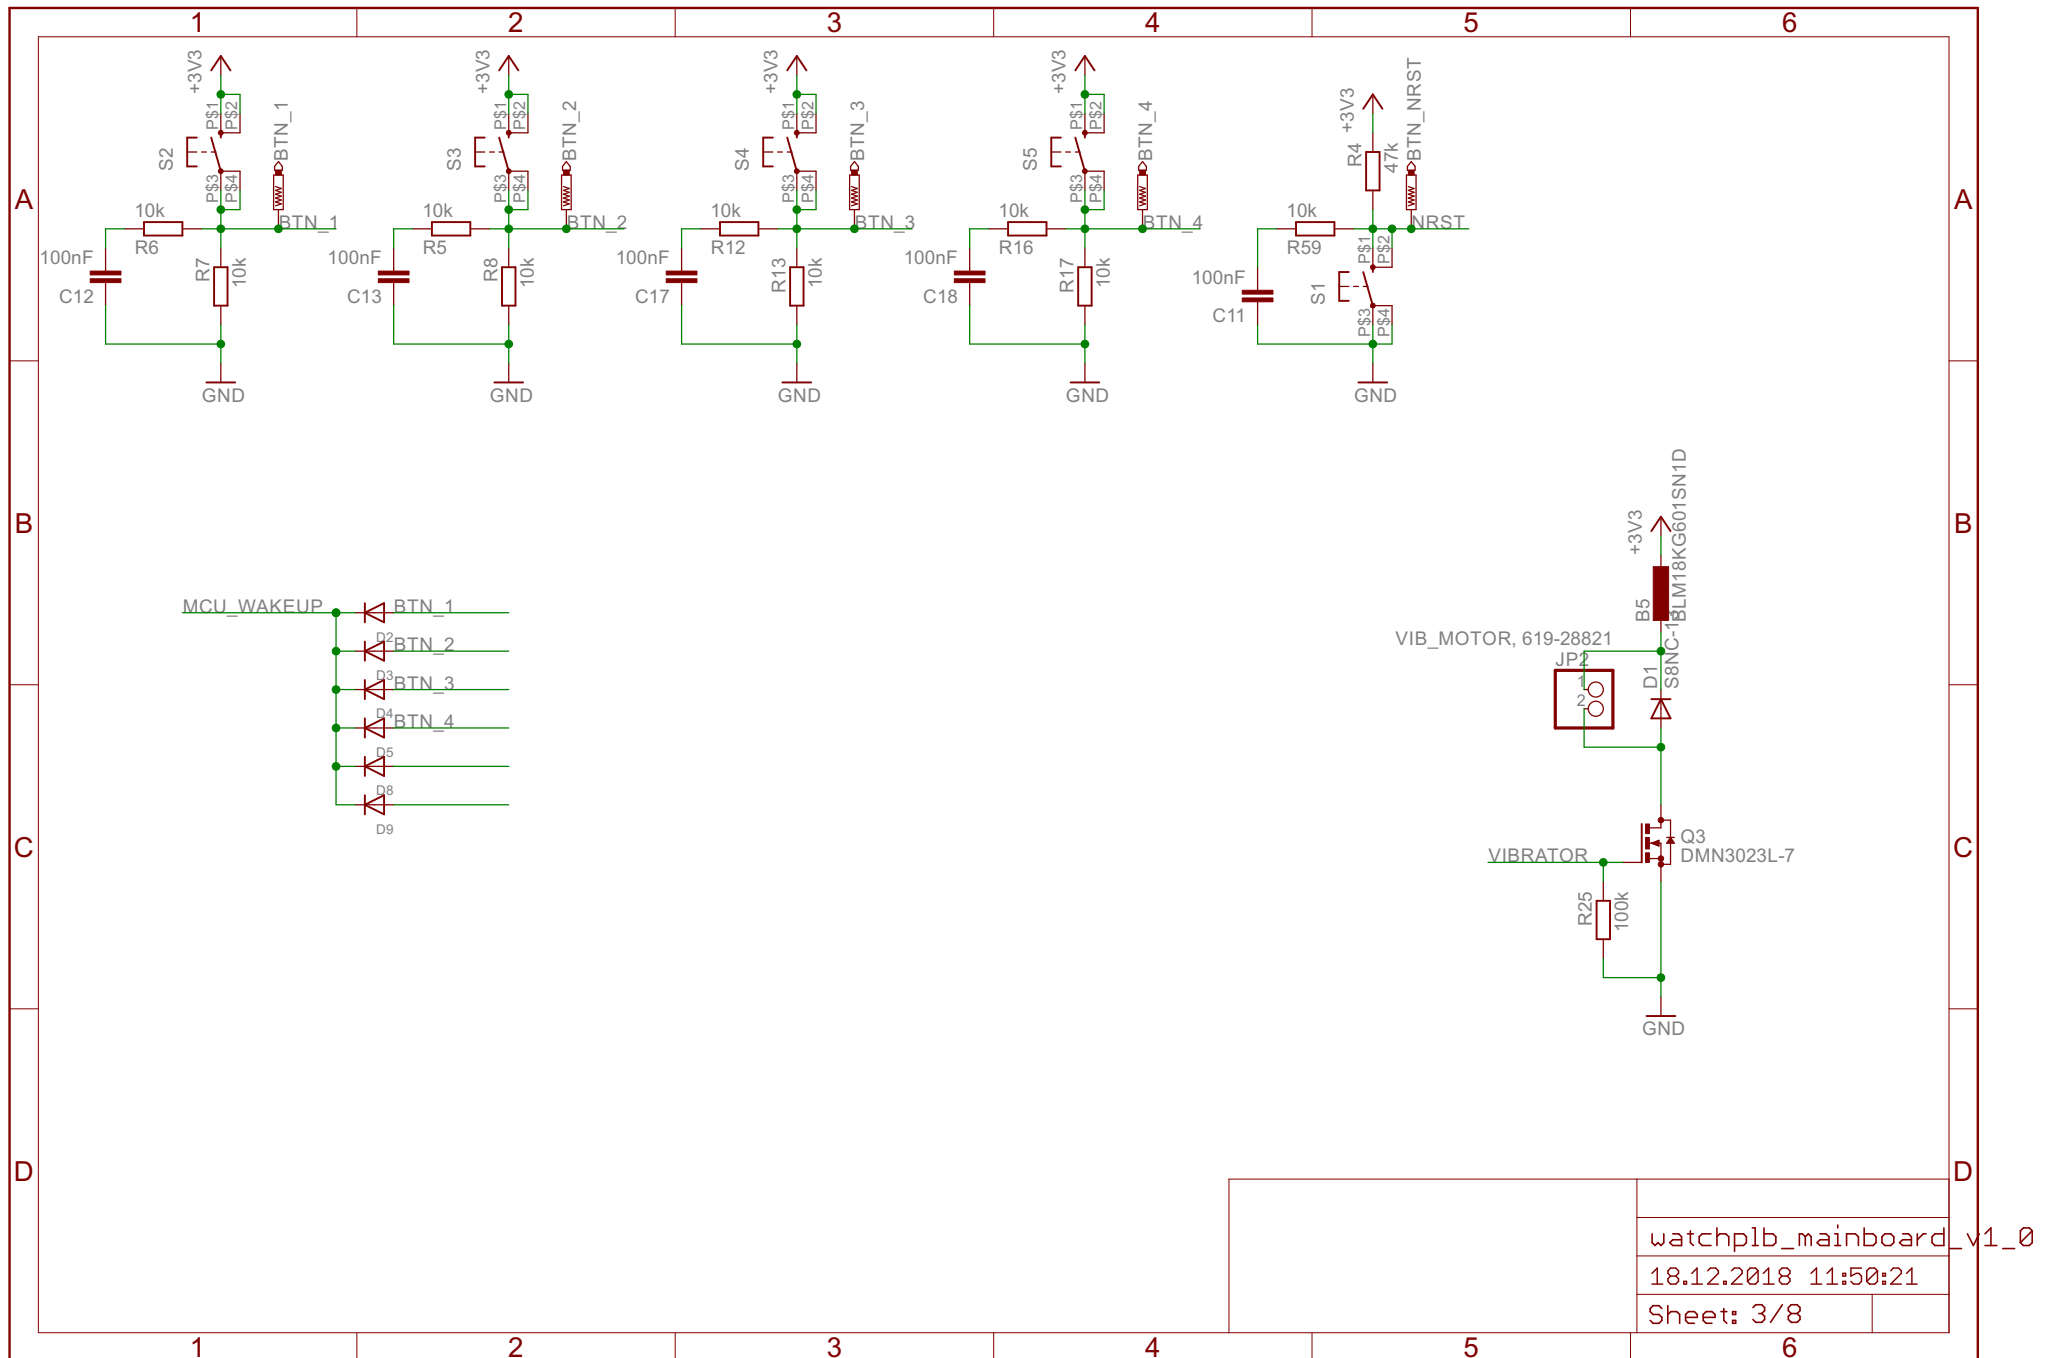 1 2 3 4 5 6
A A
B B
C C
D D
+3V3
P$1
P$2
S2
P$3
P$4
BTN_1
BTN_1
10k
R6
100nF
C12
R7
10k
GND
+3V3
P$1
P$2
S3
P$3
P$4
BTN_2
BTN_2
10k
R5
100nF
C13
R8
10k
GND
+3V3
P$1
P$2
S4
P$3
P$4
BTN_3
BTN_3
10k
R12
100nF
C17
R13
10k
GND
+3V3
P$1
P$2
S5
P$3
P$4
BTN_4
BTN_4
10k
R16
100nF
C18
R17
10k
GND
+3V3
R4
47k
BTN_NRST
NRST
10k
R59
100nF
C11
P$1
P$2
S1
P$3
P$4
GND
MCU_WAKEUP
BTN_1
D2
BTN_2
D3
BTN_3
D4
BTN_4
D5
D8
D9
+3V3
B5
BLM18KG601SN1D
VIB_MOTOR, 619-28821
JP2
1
2
D1
S8NC-13
VIBRATOR
Q3
DMN3023L-7
R25
100k
GND
watchplb_mainboard_v1_0
18.12.2018 11:50:21
Sheet: 3/8
1 2 3 4 5 6